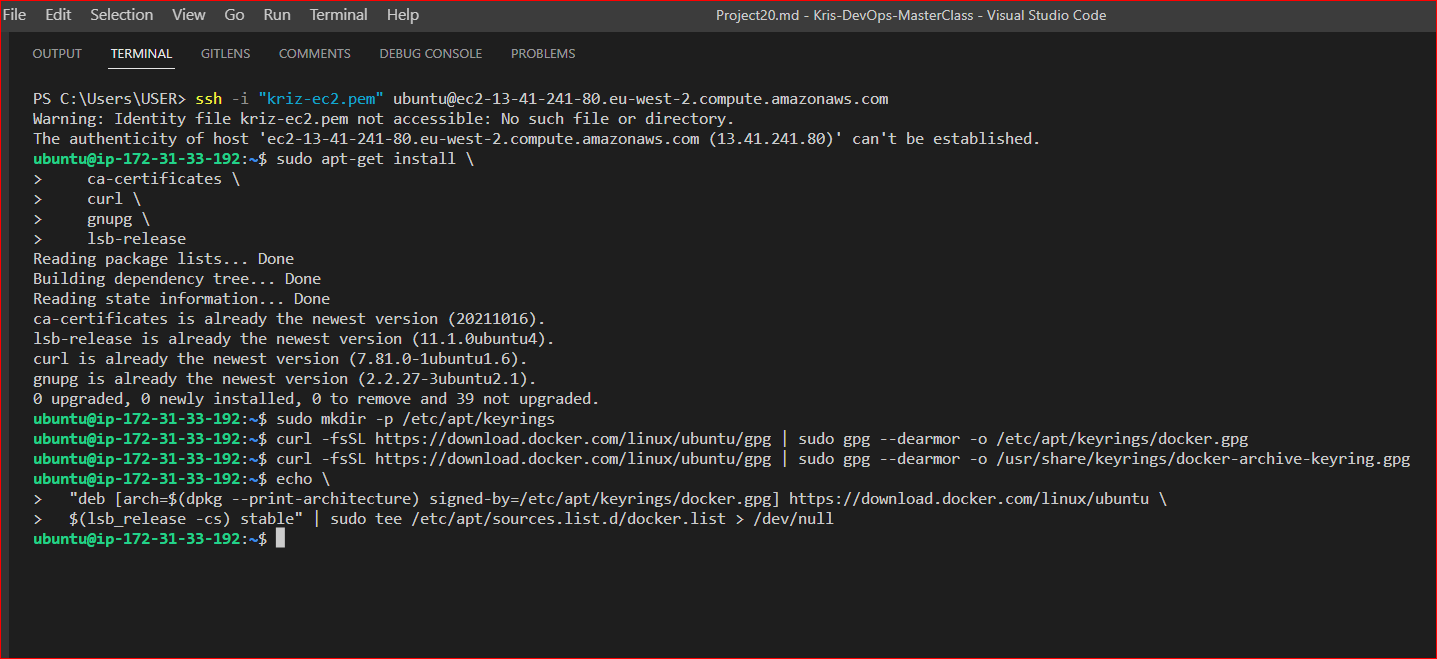 File Edit Selection View Go Run Terminal Help Project20.md - Kris-DevOps-MasterClass - Visual Studio Code
OUTPUT TERMINAL GITLENS COMMENTS DEBUG CONSOLE PROBLEMS
PS C:\Users\USER> ssh -i "kriz-ec2.pem" ubuntu@ec2-13-41-241-80.eu-west-2.compute.amazonaws.com
Warning: Identity file kriz-ec2.pem not accessible: No such file or directory.
The authenticity of host 'ec2-13-41-241-80.eu-west-2.compute.amazonaws.com (13.41.241.80)' can't be established.
ubuntu@ip-172-31-33-192:~$ sudo apt-get install \
>     ca-certificates \
>     curl \
>     gnupg \
>     lsb-release
Reading package lists... Done
Building dependency tree... Done
Reading state information... Done
ca-certificates is already the newest version (20211016).
lsb-release is already the newest version (11.1.0ubuntu4).
curl is already the newest version (7.81.0-1ubuntu1.6).
gnupg is already the newest version (2.2.27-3ubuntu2.1).
0 upgraded, 0 newly installed, 0 to remove and 39 not upgraded.
ubuntu@ip-172-31-33-192:~$ sudo mkdir -p /etc/apt/keyrings
ubuntu@ip-172-31-33-192:~$ curl -fsSL https://download.docker.com/linux/ubuntu/gpg | sudo gpg --dearmor -o /etc/apt/keyrings/docker.gpg
ubuntu@ip-172-31-33-192:~$ curl -fsSL https://download.docker.com/linux/ubuntu/gpg | sudo gpg --dearmor -o /usr/share/keyrings/docker-archive-keyring.gpg
ubuntu@ip-172-31-33-192:~$ echo \
>   "deb [arch=$(dpkg --print-architecture) signed-by=/etc/apt/keyrings/docker.gpg] https://download.docker.com/linux/ubuntu \
>   $(lsb_release -cs) stable" | sudo tee /etc/apt/sources.list.d/docker.list > /dev/null
ubuntu@ip-172-31-33-192:~$